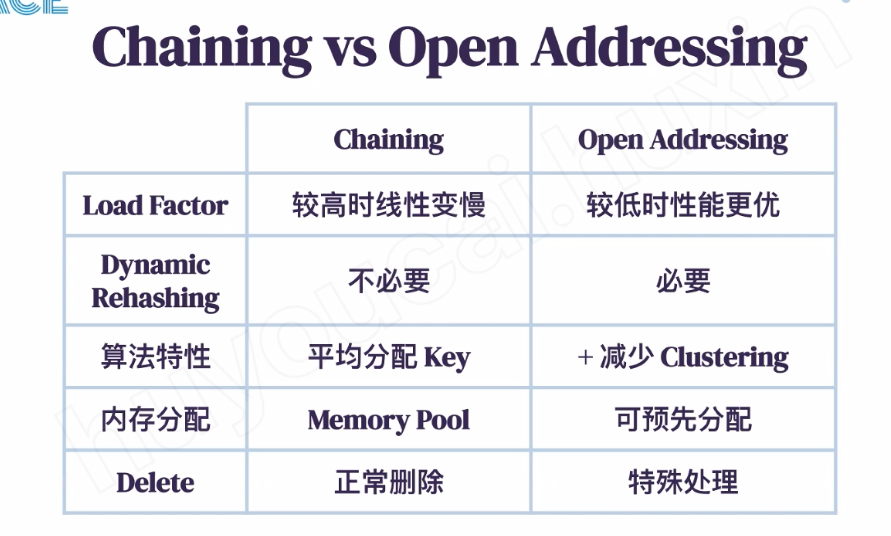 ACE
Chaining vs Open Addressing
Chaining Open Addressing
Load Factor 较高时线性变慢 较低时性能更优
Dynamic
Rehashing 不必要 必要
算法特性 平均分配 Key + 减少 Clustering
内存分配 Memory Pool 可预先分配
Delete 正常删除 特殊处理
huyoucai.huxin